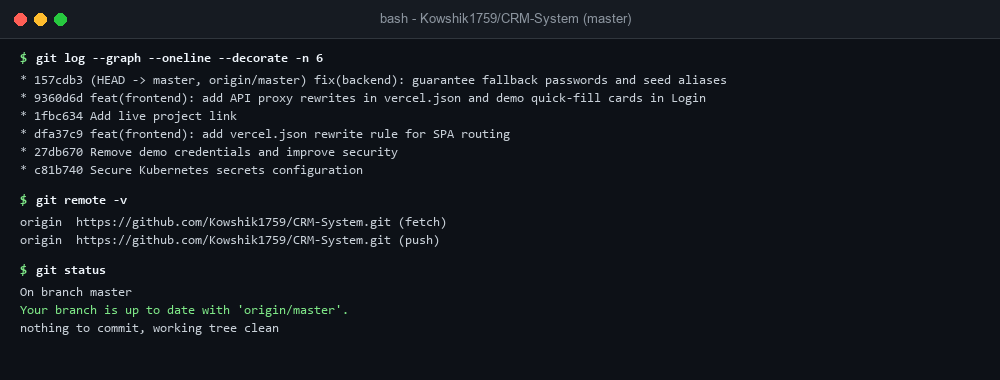 bash - Kowshik1759/CRM-System (master)
$ git log --graph --oneline --decorate -n 6
* 157cdb3 (HEAD -> master, origin/master) fix(backend): guarantee fallback passwords and seed aliases
* 9360d6d feat(frontend): add API proxy rewrites in vercel.json and demo quick-fill cards in Login
* 1fbc634 Add live project link
* dfa37c9 feat(frontend): add vercel.json rewrite rule for SPA routing
* 27db670 Remove demo credentials and improve security
* c81b740 Secure Kubernetes secrets configuration
$ git remote -v
origin  https://github.com/Kowshik1759/CRM-System.git (fetch)
origin  https://github.com/Kowshik1759/CRM-System.git (push)
$ git status
On branch master
Your branch is up to date with 'origin/master'.
nothing to commit, working tree clean